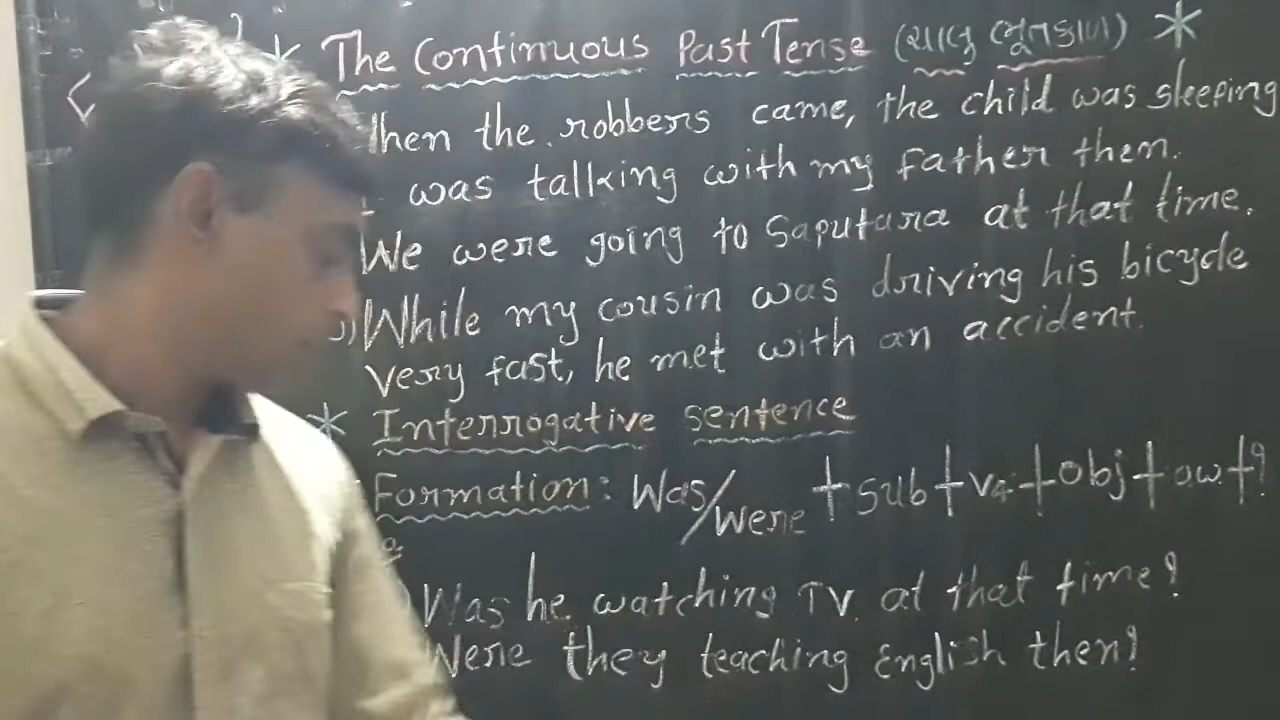 * The Continuous Past Tense (ચાલુ ભૂતકાળ) *
When the robbers came, the child was sleeping
I was talking with my father then.
We were going to Saputara at that time.
While my cousin was driving his bicycle
very fast, he met with an accident.
* Interrogative sentence
Formation: Was/Were + sub + v4 + obj + o.w. + ?
Was he watching TV. at that time?
Were they teaching English then?